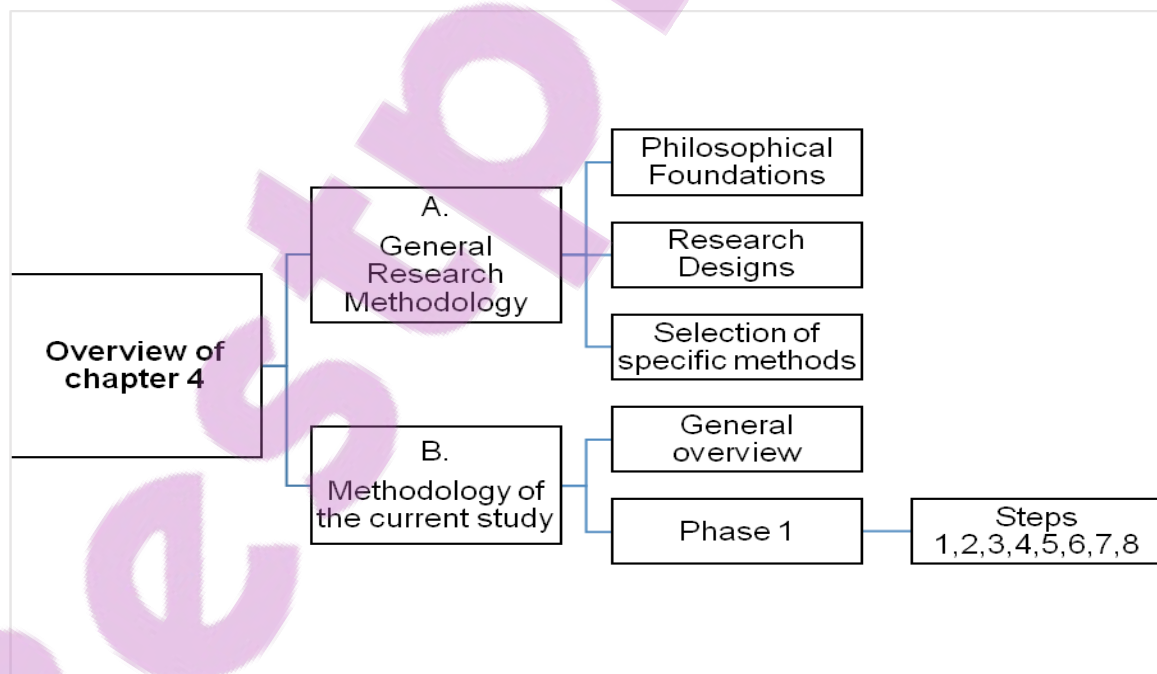 Overview of
chapter 4
A.
General
Research
Methodology
Philosophical
Foundations
Research
Designs
Selection of
specific methods
B.
Methodology of
the current study
General
overview
Phase 1
Steps
1,2,3,4,5,6,7,8